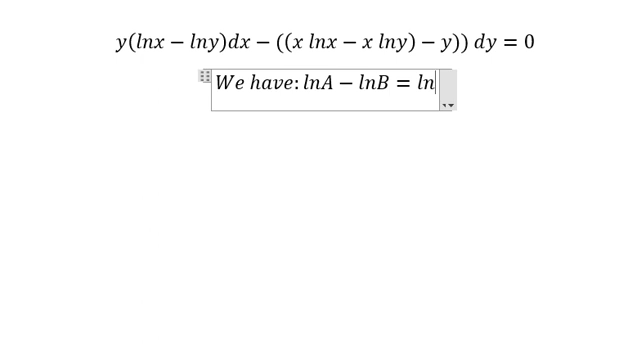 y(lnx − lny)dx − ((x lnx − x lny) − y)) dy = 0
We have: lnA − lnB = ln